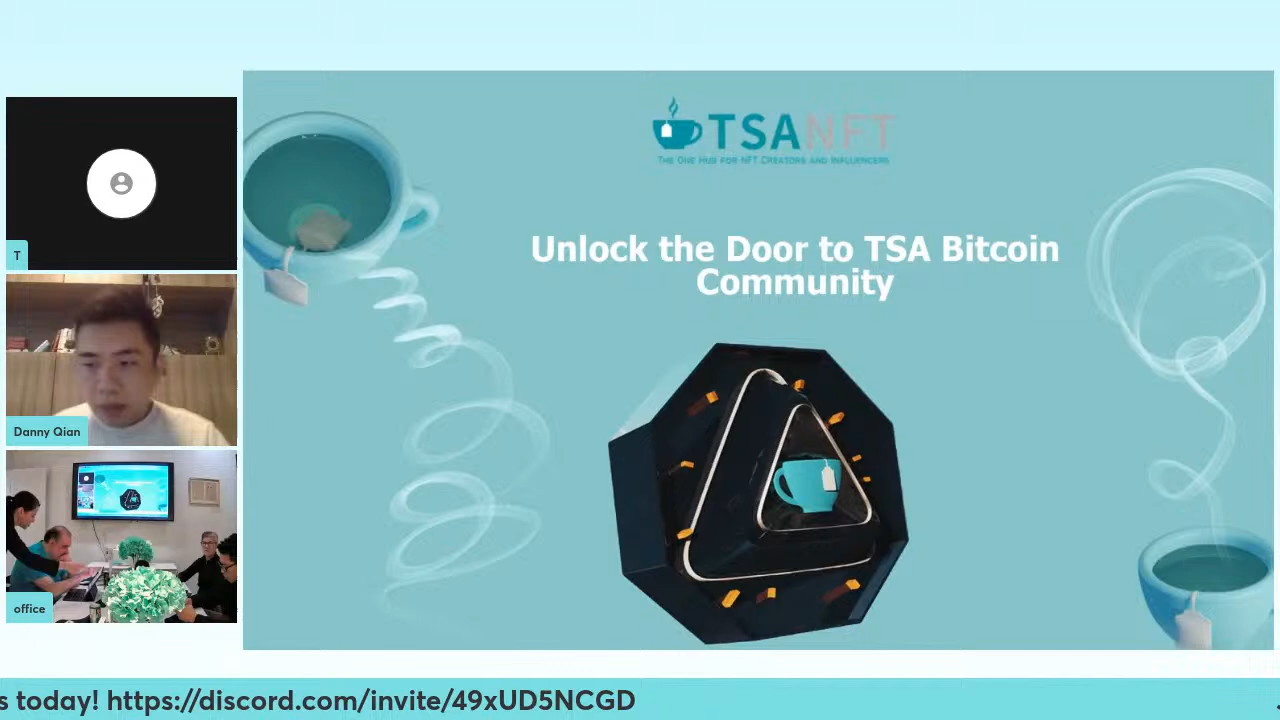 TSANFT
THE ONE HUB FOR NFT CREATORS AND INFLUENCERS
Unlock the Door to TSA Bitcoin
Community
T
Danny Qian
office
s today! https://discord.com/invite/49xUD5NCGD